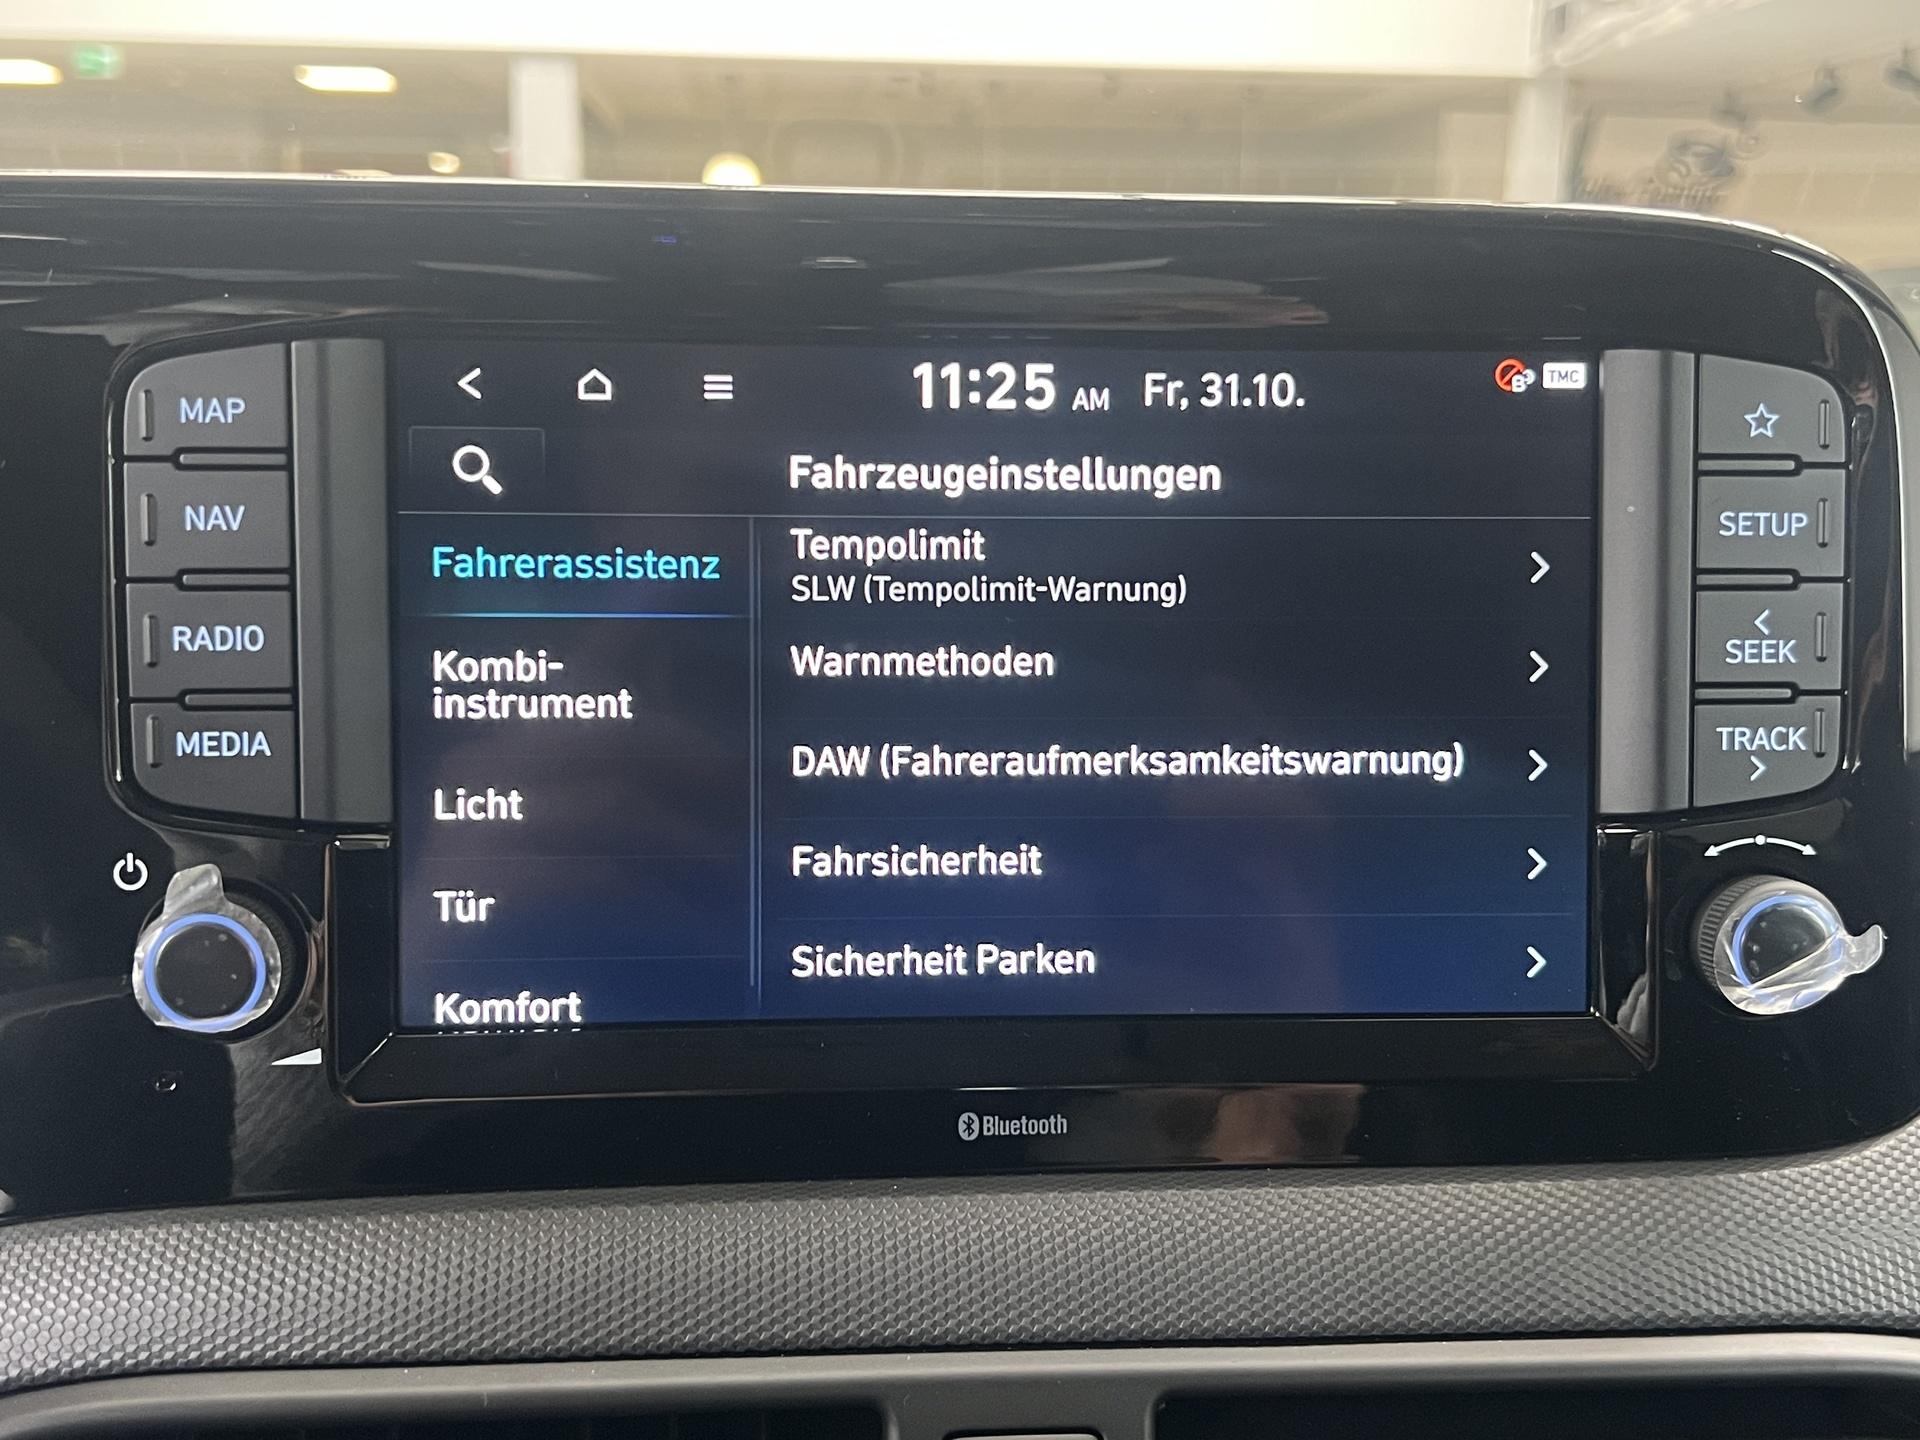 11:25 AM Fr, 31.10.
TMC
Fahrzeugeinstellungen
Fahrerassistenz
Kombi-
instrument
Licht
Tür
Komfort
Tempolimit
SLW (Tempolimit-Warnung)
Warnmethoden
DAW (Fahreraufmerksamkeitswarnung)
Fahrsicherheit
Sicherheit Parken
MAP
NAV
RADIO
MEDIA
SETUP
SEEK
TRACK
Bluetooth